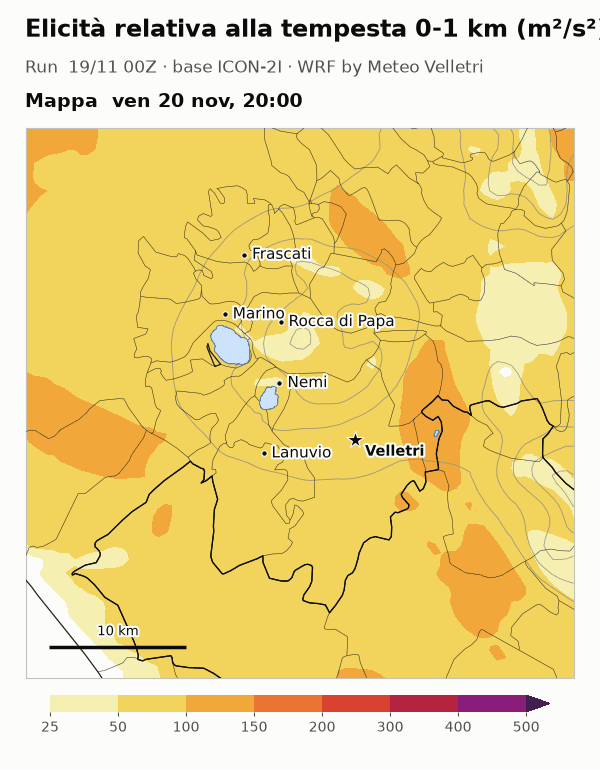 Elicità relativa alla tempesta 0-1 km (m²/s²)
Run  19/11 00Z · base ICON-2I · WRF by Meteo Velletri
Mappa  ven 20 nov, 20:00
Frascati
Marino
Rocca di Papa
Nemi
Velletri
Lanuvio
10 km
25 50 100 150 200 300 400 500